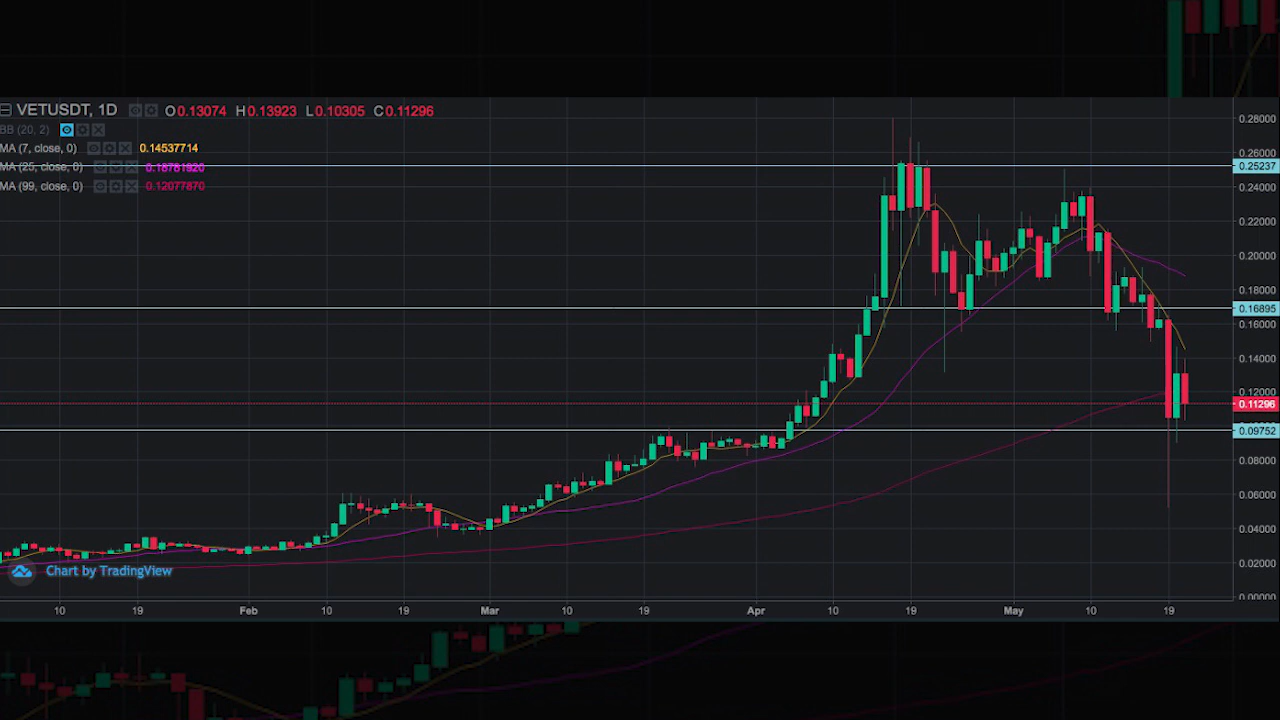 VETUSDT, 1D O0.13074 H0.13923 L0.10305 C0.11296
BB (20, 2)
MA (7, close, 0) 0.14537714
MA (25, close, 0) 0.18761920
MA (99, close, 0) 0.12077870
0.28000
0.26000
0.25237
0.24000
0.22000
0.20000
0.18000
0.16895
0.16000
0.14000
0.12000
0.11296
0.09752
0.08000
0.06000
0.04000
0.02000
0.00000
Chart by TradingView
10 19 Feb 10 19 Mar 10 19 Apr 10 19 May 10 19